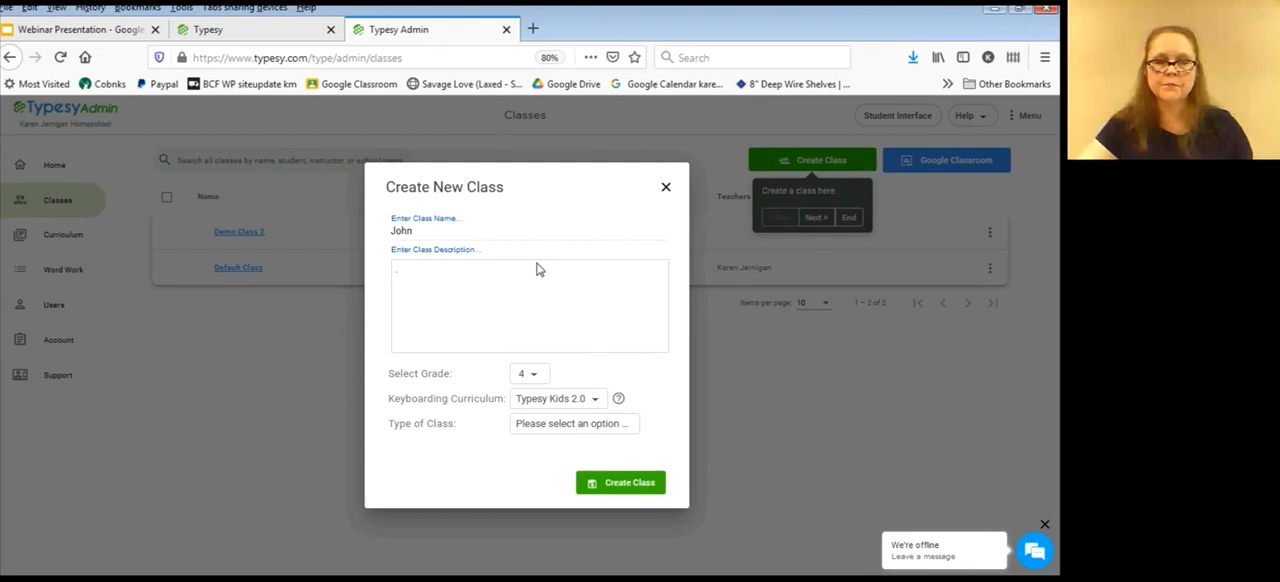 File Edit View History Bookmarks Tools Tabs sharing devices Help
Webinar Presentation - Google
Typesy
Typesy Admin
https://www.typesy.com/type/admin/classes
80%
Search
Most Visited
Cobnks
Paypal
BCF WP siteupdate km
Google Classroom
Savage Love (Laxed - S...
Google Drive
Google Calendar kare...
8" Deep Wire Shelves |...
Other Bookmarks
TypesyAdmin
Karen Jernigan Homeschool
Classes
Student Interface
Help
Menu
Home
Classes
Curriculum
Word Work
Users
Account
Support
Search all classes by name, student, instructor, or school name
Create Class
Google Classroom
Name
Teachers
Create a class here.
< Prev
Next >
End
Demo Class 2
Default Class
Karen Jernigan
Items per page: 10
1 – 2 of 2
Create New Class
Enter Class Name...
John
Enter Class Description...
.
Select Grade: 4
Keyboarding Curriculum: Typesy Kids 2.0
Type of Class: Please select an option ...
Create Class
We're offline
Leave a message